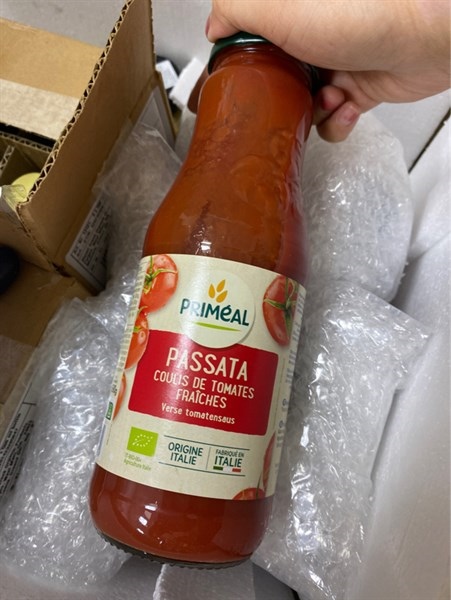 PRIMéAL
PASSATA
COULIS DE TOMATES
FRAÎCHES
Verse tomatensaus
ORIGINE
ITALIE
FABRIQUÉ EN
ITALIE